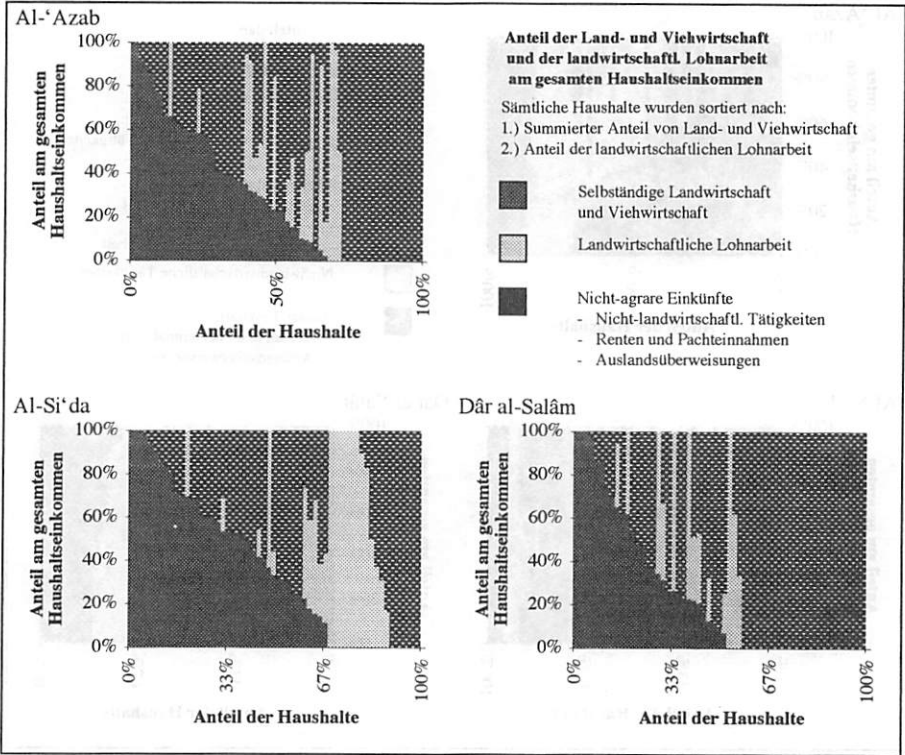 Al-‘Azab
100%
80%
60%
40%
20%
0%
Anteil am gesamten
Haushaltseinkommen
0%
50%
100%
Anteil der Haushalte
Anteil der Land- und Viehwirtschaft
und der landwirtschaftl. Lohnarbeit
am gesamten Haushaltseinkommen
Sämtliche Haushalte wurden sortiert nach:
1.) Summierter Anteil von Land- und Viehwirtschaft
2.) Anteil der landwirtschaftlichen Lohnarbeit
Selbständige Landwirtschaft
und Viehwirtschaft
Landwirtschaftliche Lohnarbeit
Nicht-agrare Einkünfte
- Nicht-landwirtschaftl. Tätigkeiten
- Renten und Pachteinnahmen
- Auslandsüberweisungen
Al-Si‘da
100%
80%
60%
40%
20%
0%
Anteil am gesamten
Haushaltseinkommen
0%
33%
67%
100%
Anteil der Haushalte
Dâr al-Salâm
100%
80%
60%
40%
20%
0%
Anteil am gesamten
Haushaltseinkommen
0%
33%
67%
100%
Anteil der Haushalte